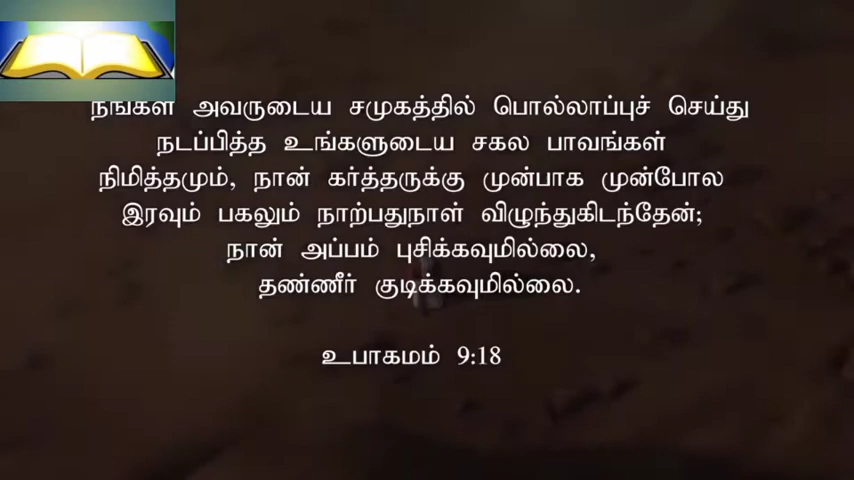 நீங்கள் அவருடைய சமுகத்தில் பொல்லாப்புச் செய்து
நடப்பித்த உங்களுடைய சகல பாவங்கள்
நிமித்தமும், நான் கர்த்தருக்கு முன்பாக முன்போல
இரவும் பகலும் நாற்பதுநாள் விழுந்துகிடந்தேன்;
நான் அப்பம் புசிக்கவுமில்லை,
தண்ணீர் குடிக்கவுமில்லை.
உபாகமம் 9:18